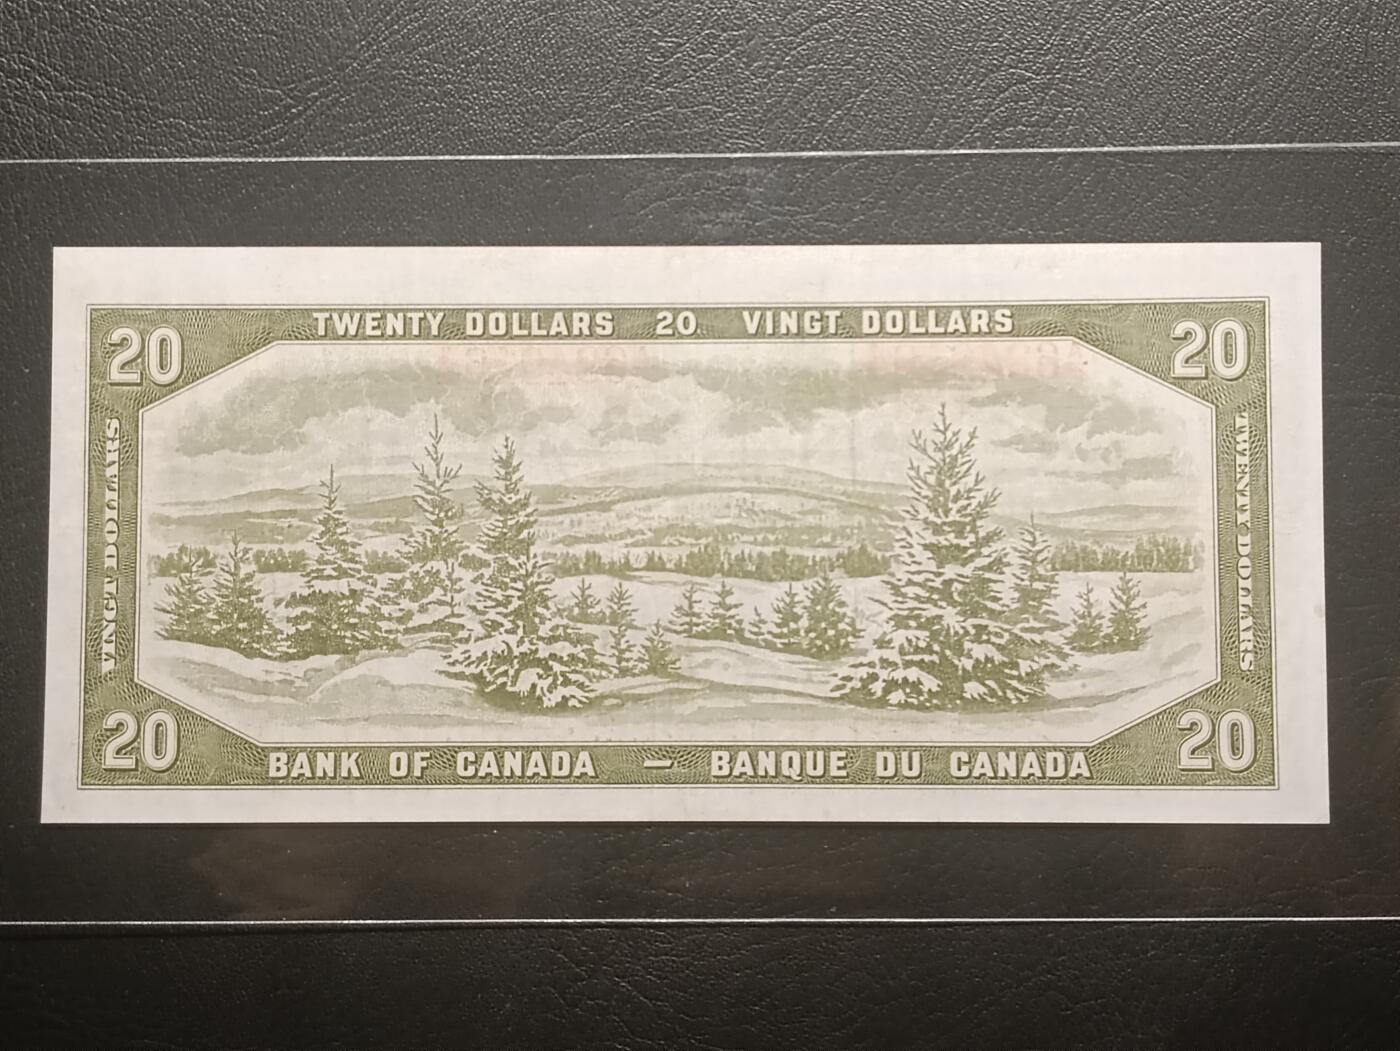 TWENTY DOLLARS 20 VINGT DOLLARS
20
20
VINGT DOLLARS
TWENTY DOLLARS
20
20
BANK OF CANADA — BANQUE DU CANADA